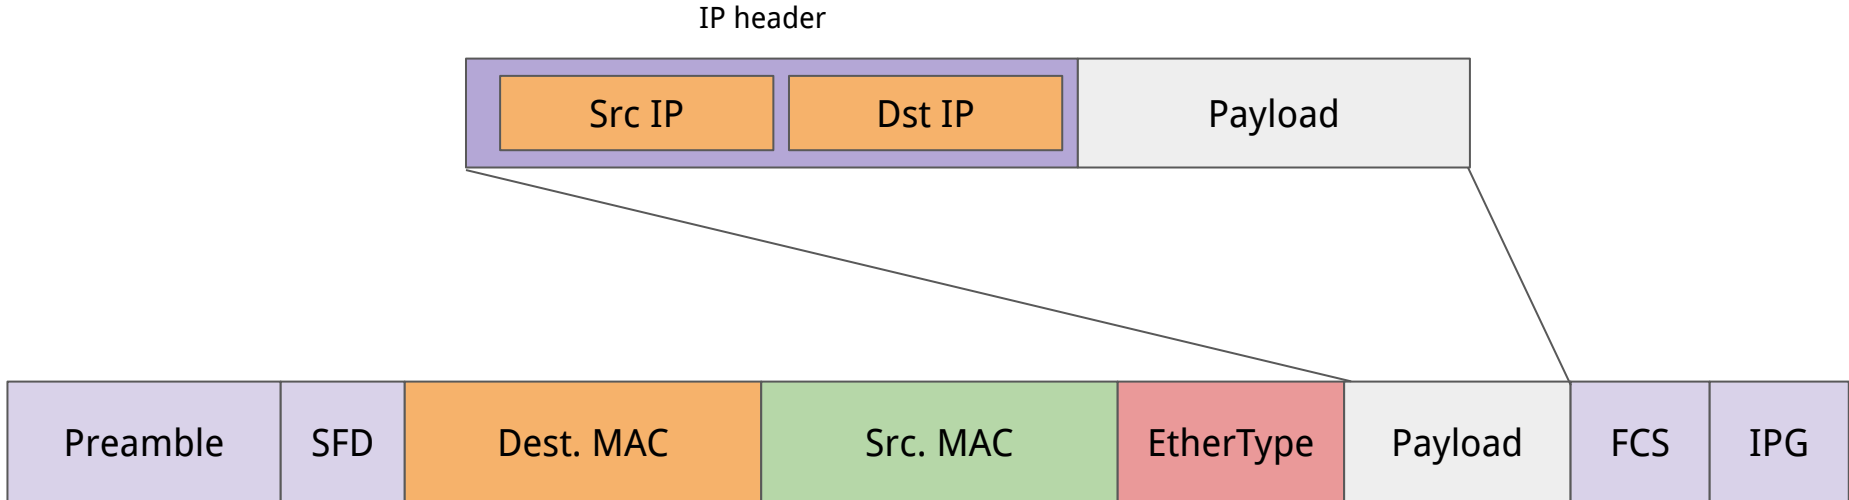 IP header
Src IP
Dst IP
Payload
Preamble
SFD
Dest. MAC
Src. MAC
EtherType
Payload
FCS
IPG